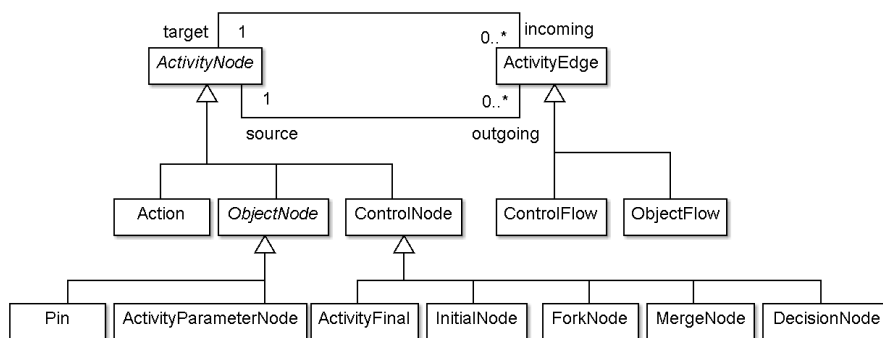 target 1 incoming
0..*
ActivityNode ActivityEdge
1 0..*
source outgoing
Action ObjectNode ControlNode ControlFlow ObjectFlow
Pin ActivityParameterNode ActivityFinal InitialNode ForkNode MergeNode DecisionNode